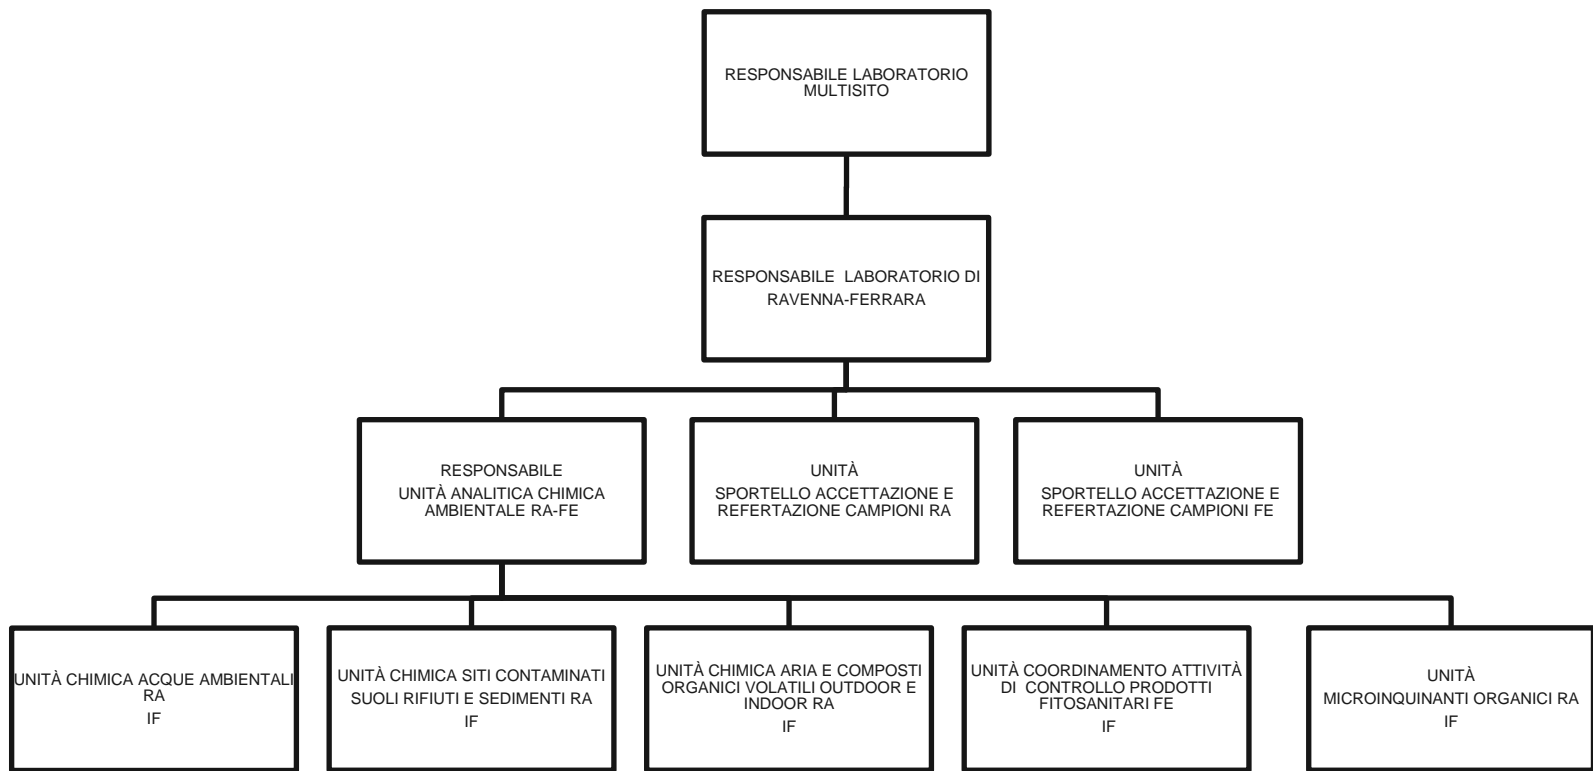 RESPONSABILE LABORATORIO
MULTISITO
RESPONSABILE LABORATORIO DI
RAVENNA-FERRARA
RESPONSABILE
UNITÀ ANALITICA CHIMICA
AMBIENTALE RA-FE
UNITÀ
SPORTELLO ACCETTAZIONE E
REFERTAZIONE CAMPIONI RA
UNITÀ
SPORTELLO ACCETTAZIONE E
REFERTAZIONE CAMPIONI FE
UNITÀ CHIMICA ACQUE AMBIENTALI
RA
IF
UNITÀ CHIMICA SITI CONTAMINATI
SUOLI RIFIUTI E SEDIMENTI RA
IF
UNITÀ CHIMICA ARIA E COMPOSTI
ORGANICI VOLATILI OUTDOOR E
INDOOR RA
IF
UNITÀ COORDINAMENTO ATTIVITÀ
DI CONTROLLO PRODOTTI
FITOSANITARI FE
IF
UNITÀ
MICROINQUINANTI ORGANICI RA
IF